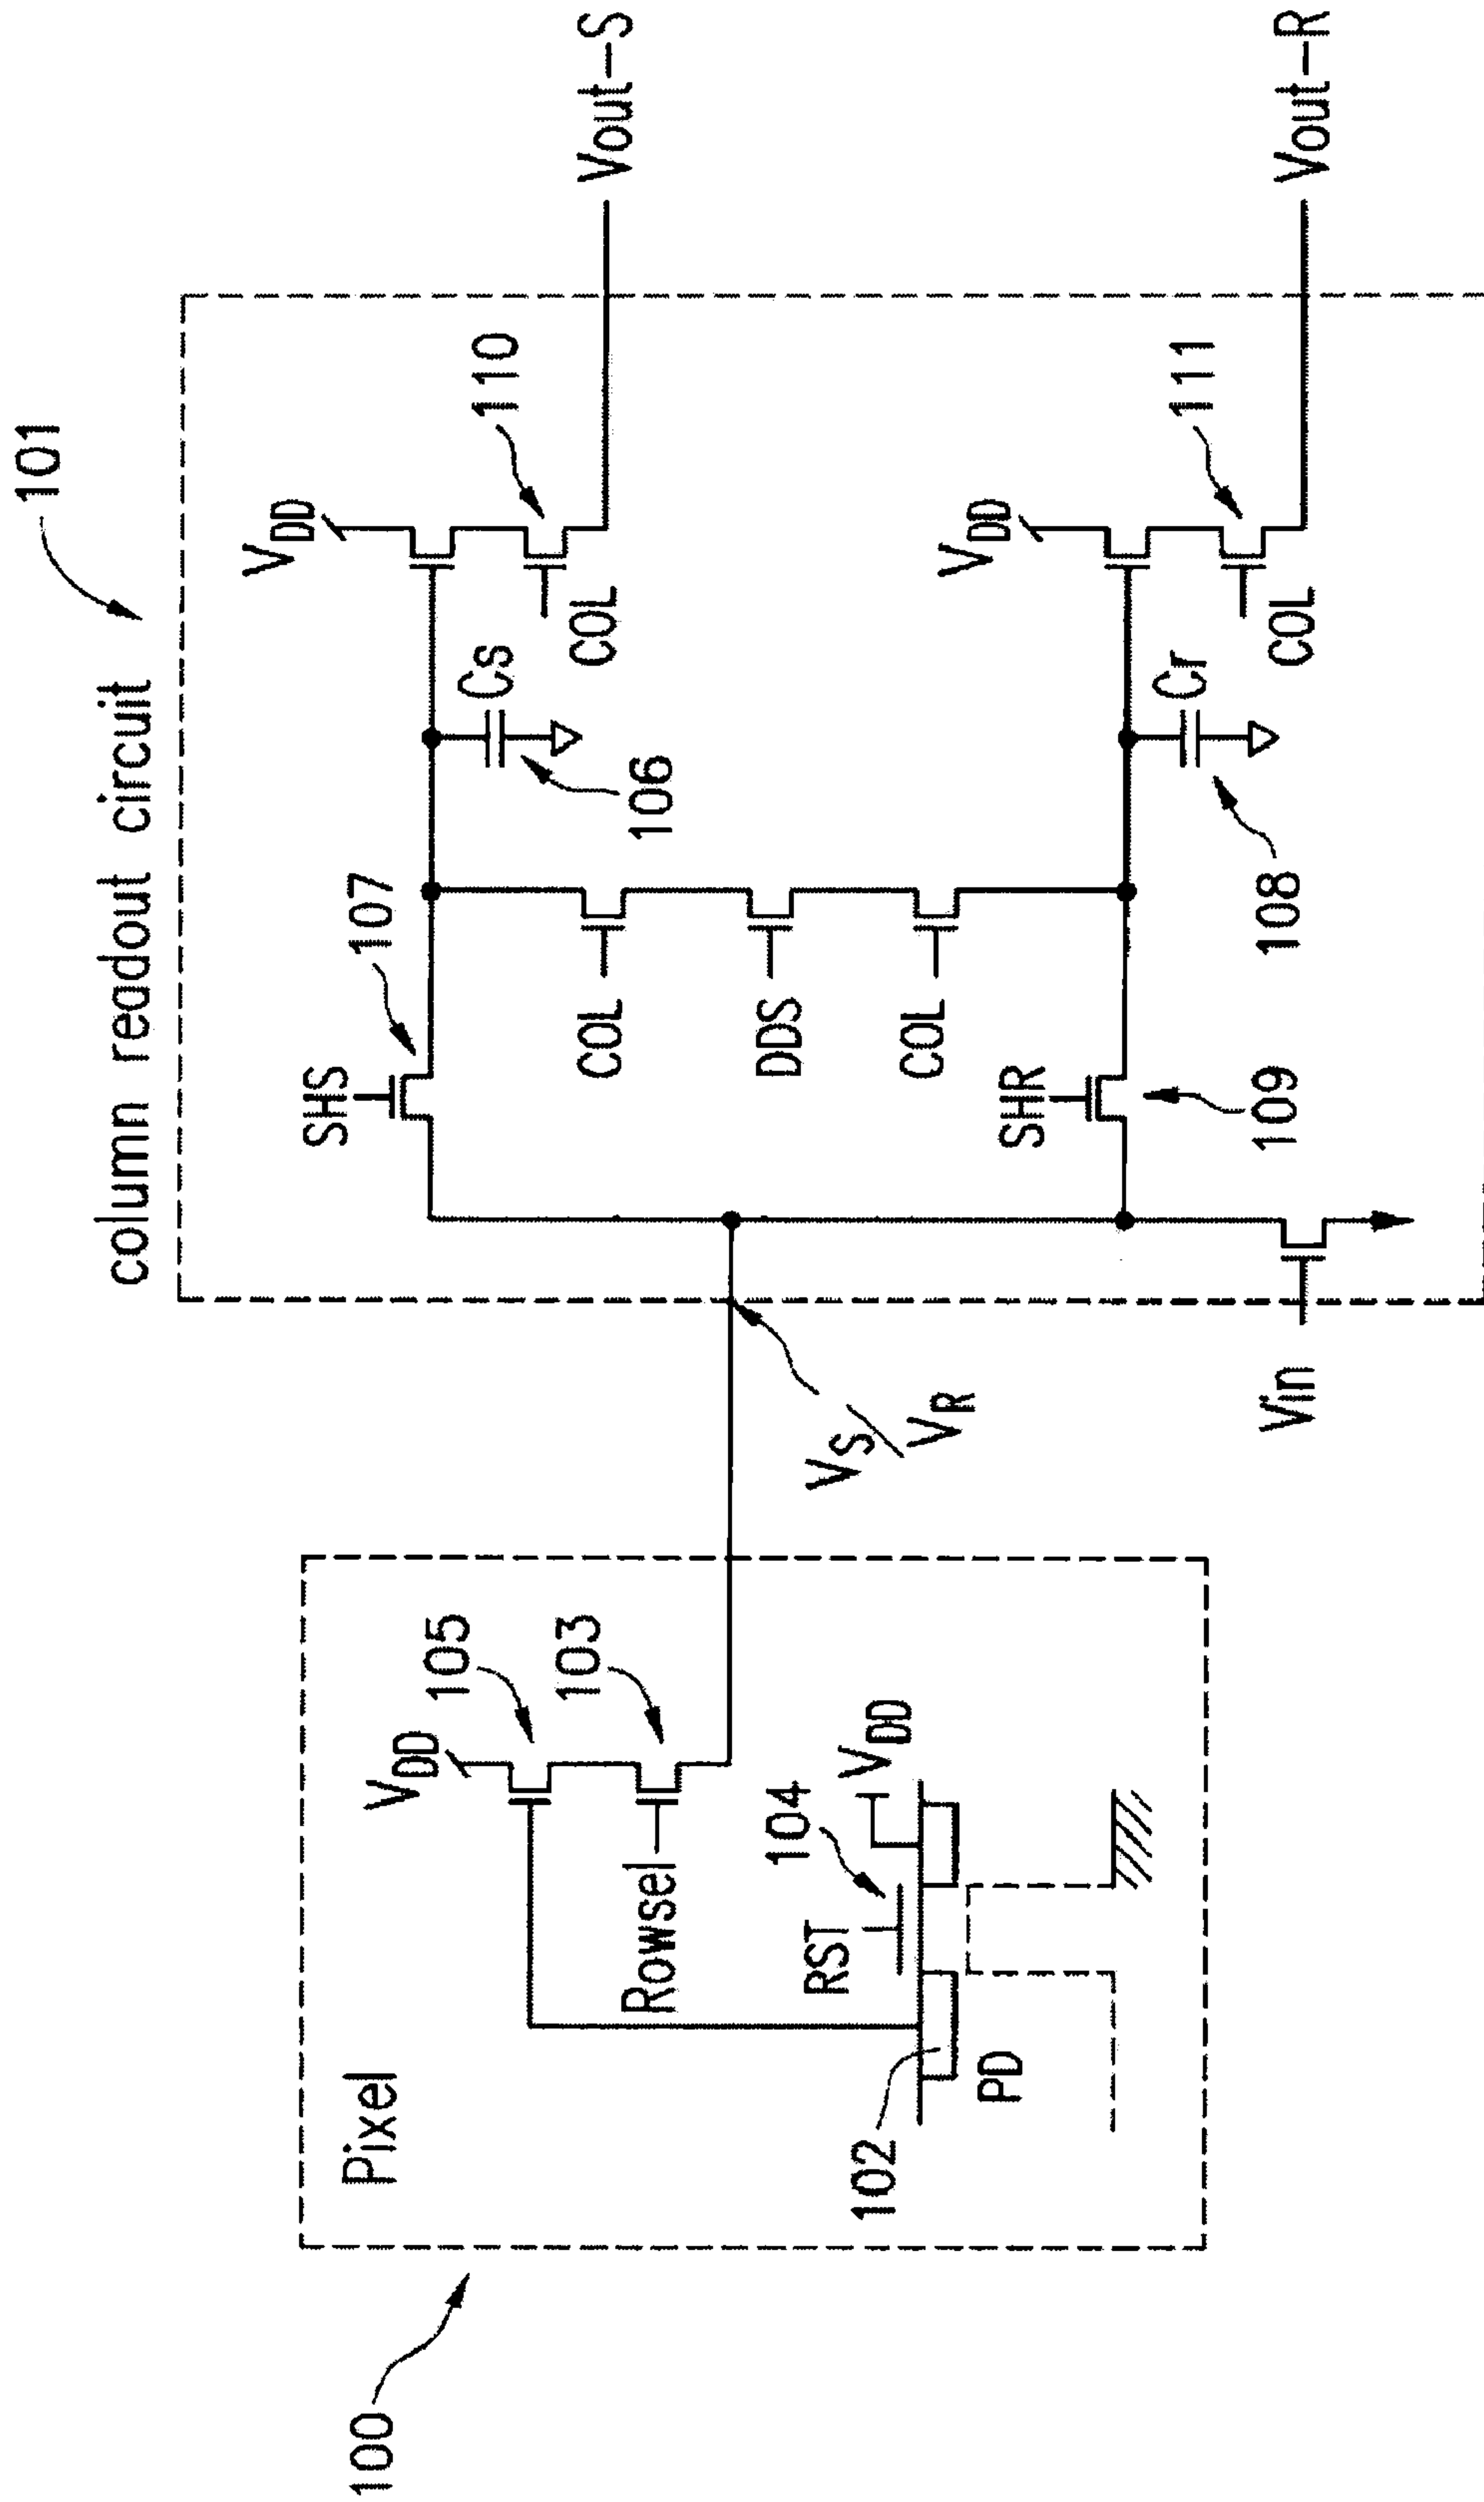 101
column readout circuit
100
Pixel
VDD
105
103
Rowsel
104
RST
VDD
102
PD
VS/VR
Vin
SHS
107
COL
DDS
COL
SHR
109
106
Cs
108
Cr
VDD
110
COL
Vout-S
VDD
111
COL
Vout-R